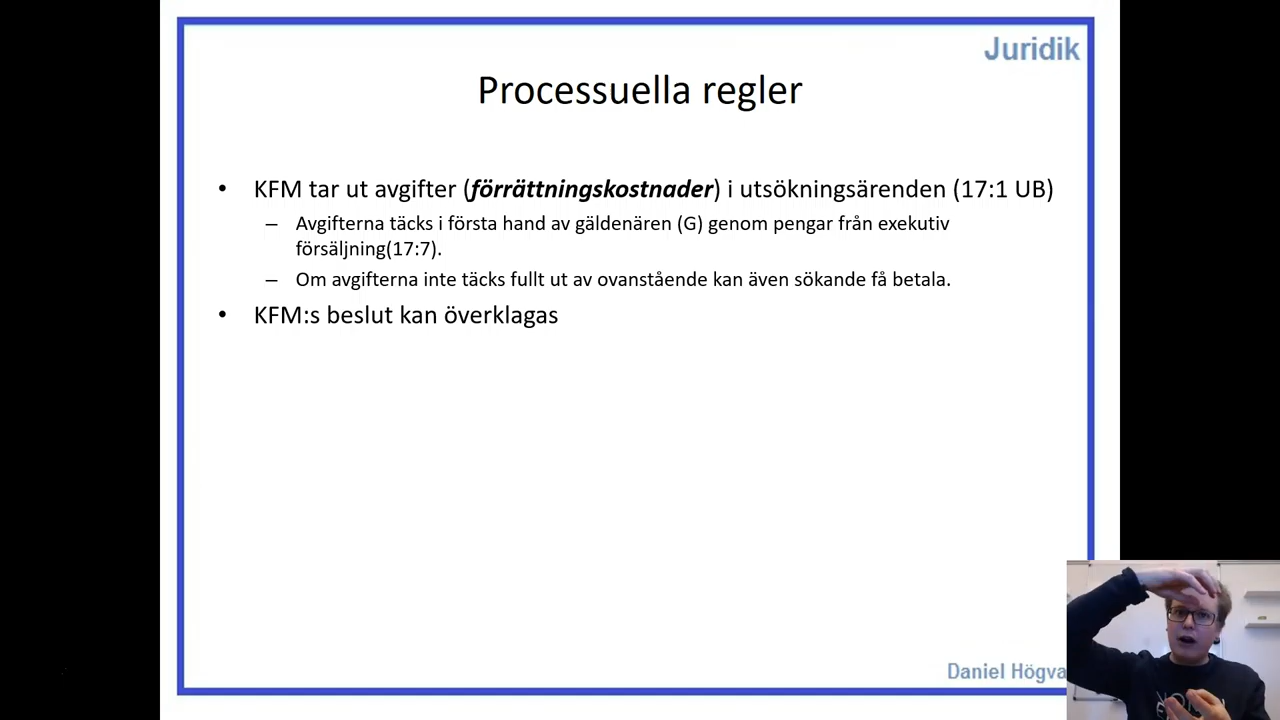 Juridik
Processuella regler
• KFM tar ut avgifter (förrättningskostnader) i utsökningsärenden (17:1 UB)
– Avgifterna täcks i första hand av gäldenären (G) genom pengar från exekutiv
försäljning(17:7).
– Om avgifterna inte täcks fullt ut av ovanstående kan även sökande få betala.
• KFM:s beslut kan överklagas
Daniel Högva